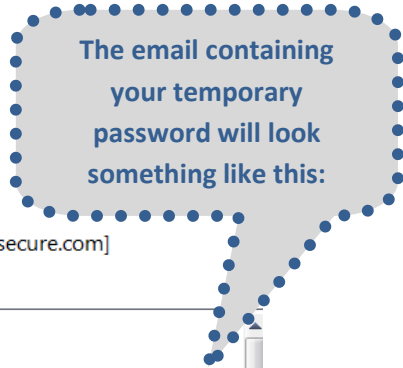 The email containing
your temporary
password will look
something like this:
secure.com]